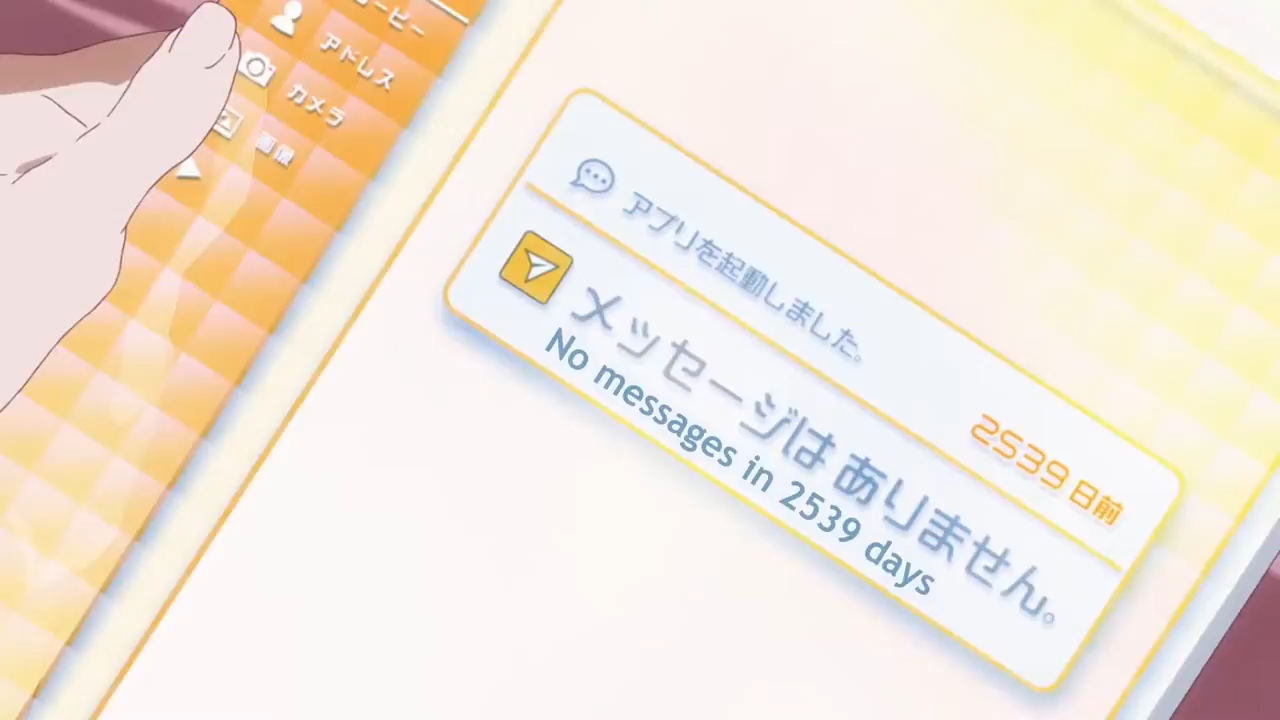 アドレス
カメラ
画像
アプリを起動しました。
2539日前
メッセージは ありません。
No messages in 2539 days